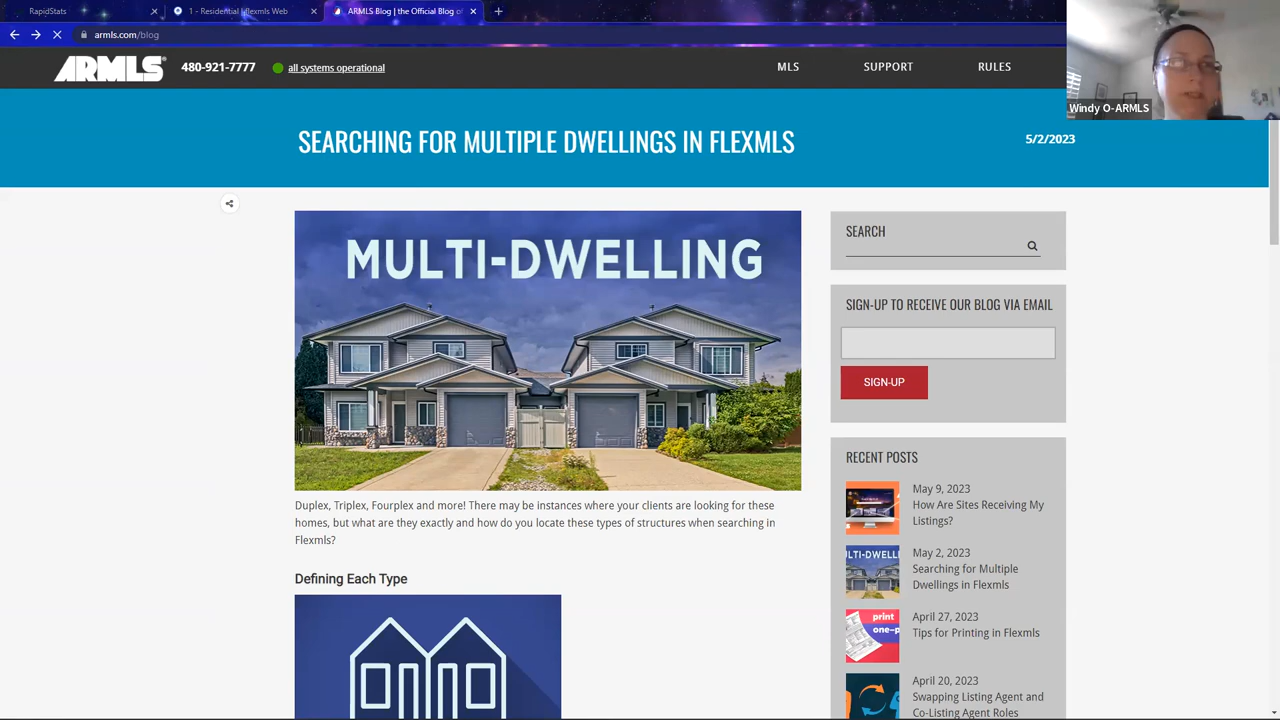 RapidStats
1 - Residential | Flexmls Web
ARMLS Blog | the Official Blog of
armls.com/blog
ARMLS
480-921-7777
all systems operational
MLS
SUPPORT
RULES
Windy O-ARMLS
SEARCHING FOR MULTIPLE DWELLINGS IN FLEXMLS
5/2/2023
MULTI-DWELLING
Duplex, Triplex, Fourplex and more! There may be instances where your clients are looking for these
homes, but what are they exactly and how do you locate these types of structures when searching in
Flexmls?
Defining Each Type
SEARCH
SIGN-UP TO RECEIVE OUR BLOG VIA EMAIL
SIGN-UP
RECENT POSTS
May 9, 2023
How Are Sites Receiving My
Listings?
MULTI-DWELL
May 2, 2023
Searching for Multiple
Dwellings in Flexmls
print
one-p
April 27, 2023
Tips for Printing in Flexmls
April 20, 2023
Swapping Listing Agent and
Co-Listing Agent Roles